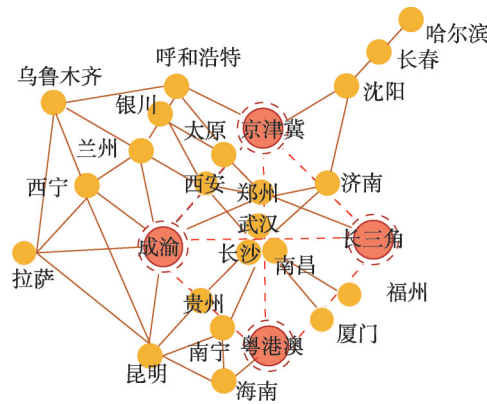 哈尔滨
长春
呼和浩特
沈阳
乌鲁木齐
银川
太原
京津冀
兰州
西宁
西安
郑州
济南
武汉
成渝
长沙
长三角
南昌
拉萨
福州
贵州
厦门
南宁
粤港澳
昆明
海南